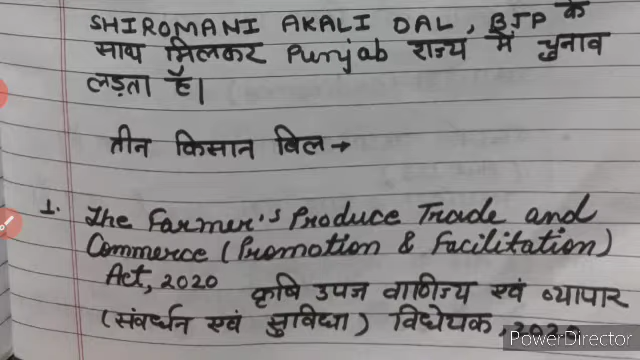 SHIROMANI AKALI DAL, BJP के
साथ मिलकर Punjab राज्य में चुनाव
लड़ता है।
तीन किसान बिल →
1. The Farmer's Produce Trade and
Commerce (Promotion & Facilitation)
Act, 2020
कृषि उपज वाणिज्य एवं व्यापार
(संवर्धन एवं सुविधा) विधेयक, 2020
PowerDirector